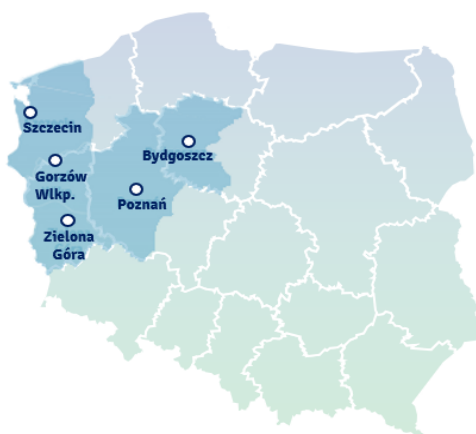 Szczecin
Bydgoszcz
Gorzów
Wlkp.
Poznań
Zielona
Góra